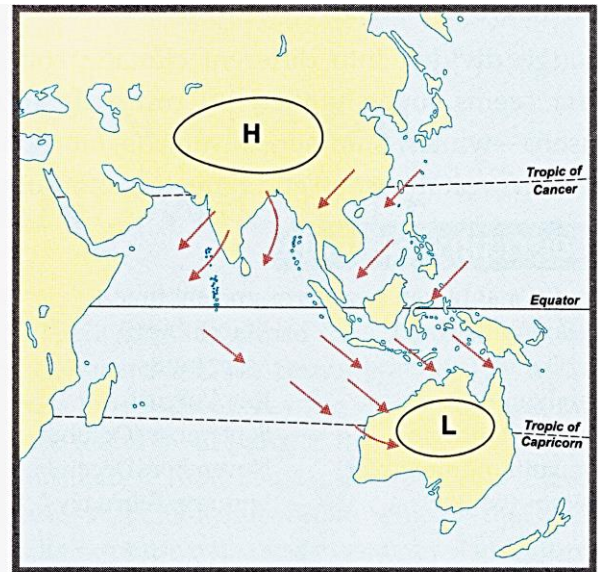 H
Tropic of
Cancer
Equator
L
Tropic of
Capricorn